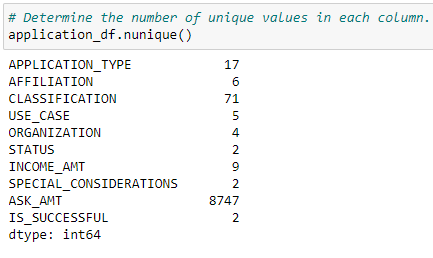 # Determine the number of unique values in each column.
application_df.nunique()
APPLICATION_TYPE 17
AFFILIATION 6
CLASSIFICATION 71
USE_CASE 5
ORGANIZATION 4
STATUS 2
INCOME_AMT 9
SPECIAL_CONSIDERATIONS 2
ASK_AMT 8747
IS_SUCCESSFUL 2
dtype: int64